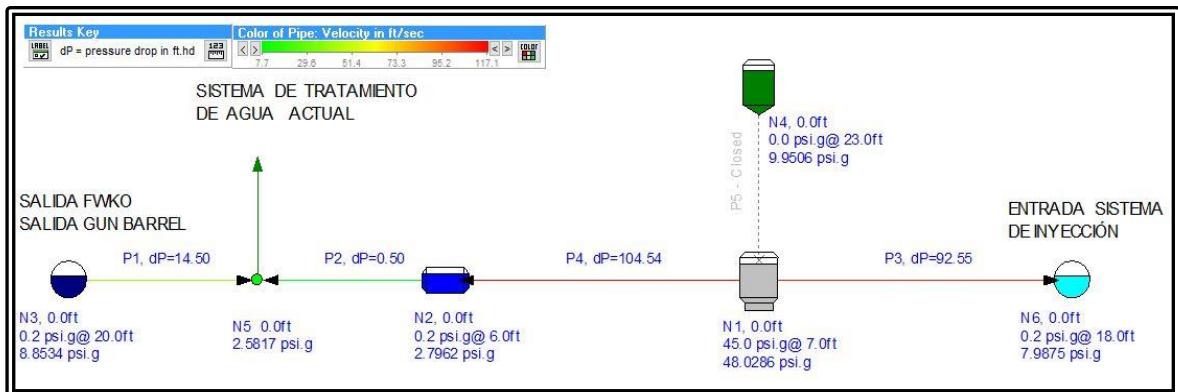 Results Key
LABEL
dP = pressure drop in ft.hd
123
Color of Pipe: Velocity in ft/sec
< >
< >
COLOR
7.7 29.6 51.4 73.3 95.2 117.1
SISTEMA DE TRATAMIENTO
DE AGUA ACTUAL
N4, 0.0ft
0.0 psi.g@ 23.0ft
9.9506 psi.g
P5 - Closed
SALIDA FWKO
SALIDA GUN BARREL
ENTRADA SISTEMA
DE INYECCIÓN
P1, dP=14.50
P2, dP=0.50
P4, dP=104.54
P3, dP=92.55
N3, 0.0ft
0.2 psi.g@ 20.0ft
8.8534 psi.g
N5 0.0ft
2.5817 psi.g
N2, 0.0ft
0.2 psi.g@ 6.0ft
2.7962 psi.g
N1, 0.0ft
45.0 psi.g@ 7.0ft
48.0286 psi.g
N6, 0.0ft
0.2 psi.g@ 18.0ft
7.9875 psi.g